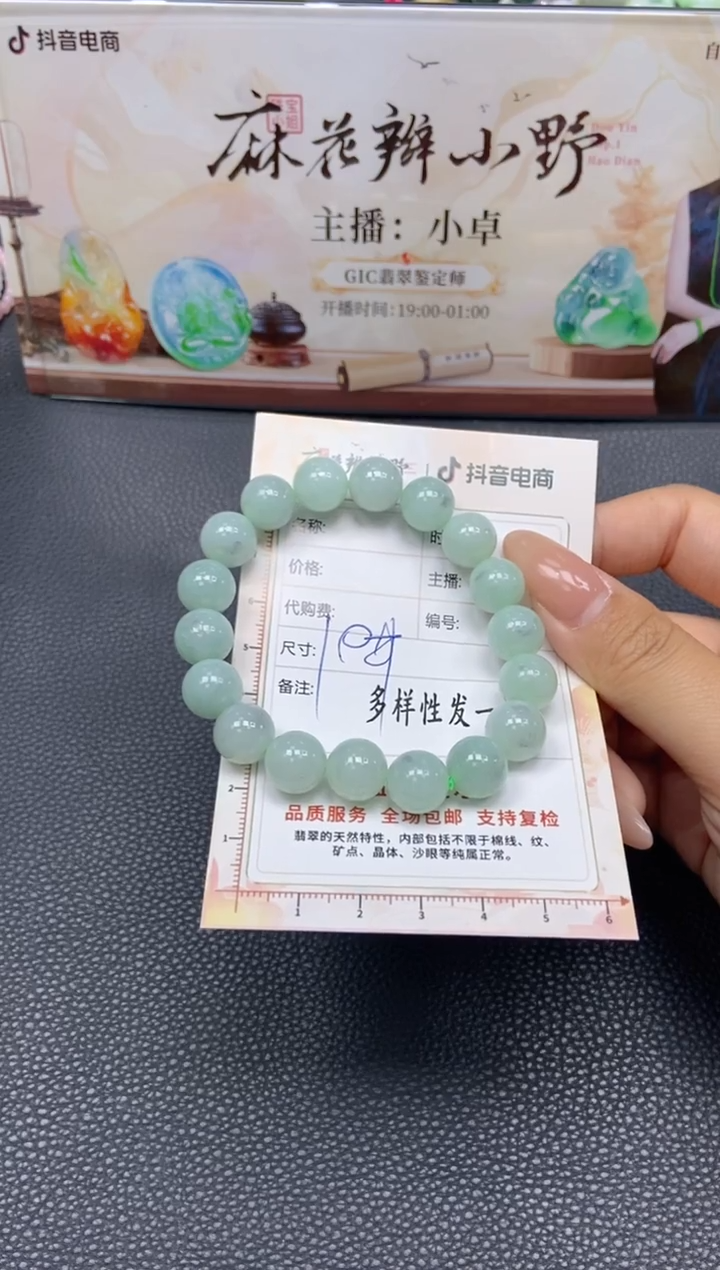 抖音电商
自
麻花辫小野
主播：小卓
GIC翡翠鉴定师
开播时间:19:00-01:00
抖音电商
名称:
时
价格:
主播:
代购费:
编号:
尺寸:
备注:
多样性发一
品质服务 全场包邮 支持复检
翡翠的天然特性，内部包括不限于棉线、纹、
矿点、晶体、沙眼等纯属正常。
5
2
1
1 2 3 4 5 6